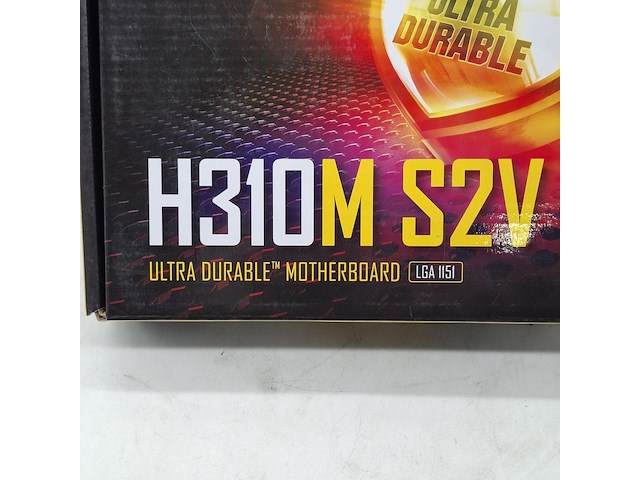 ULTRA
DURABLE
H310M S2V
ULTRA DURABLE™ MOTHERBOARD LGA 1151